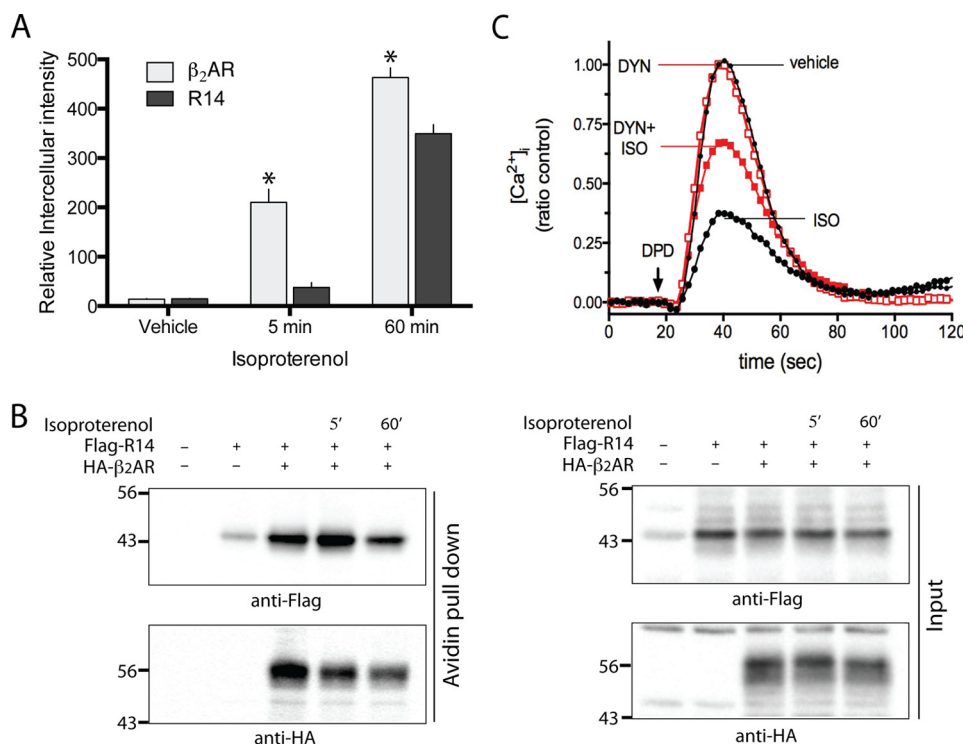 A
Relative Intercellular intensity
500
400
300
200
100
0
β₂AR
R14
*
*
Vehicle
5 min
60 min
Isoproterenol
C
[Ca²⁺]ᵢ
(ratio control)
1.00
0.75
0.50
0.25
0.00
DYN
vehicle
DYN+
ISO
ISO
DPD
0
20
40
60
80
100
120
time (sec)
B
Isoproterenol 5′ 60′
Flag-R14 – + + + +
HA-β₂AR – – + + +
56
43
anti-Flag
56
43
anti-HA
Avidin pull down
Isoproterenol 5′ 60′
Flag-R14 – + + + +
HA-β₂AR – – + + +
56
43
anti-Flag
56
43
anti-HA
Input